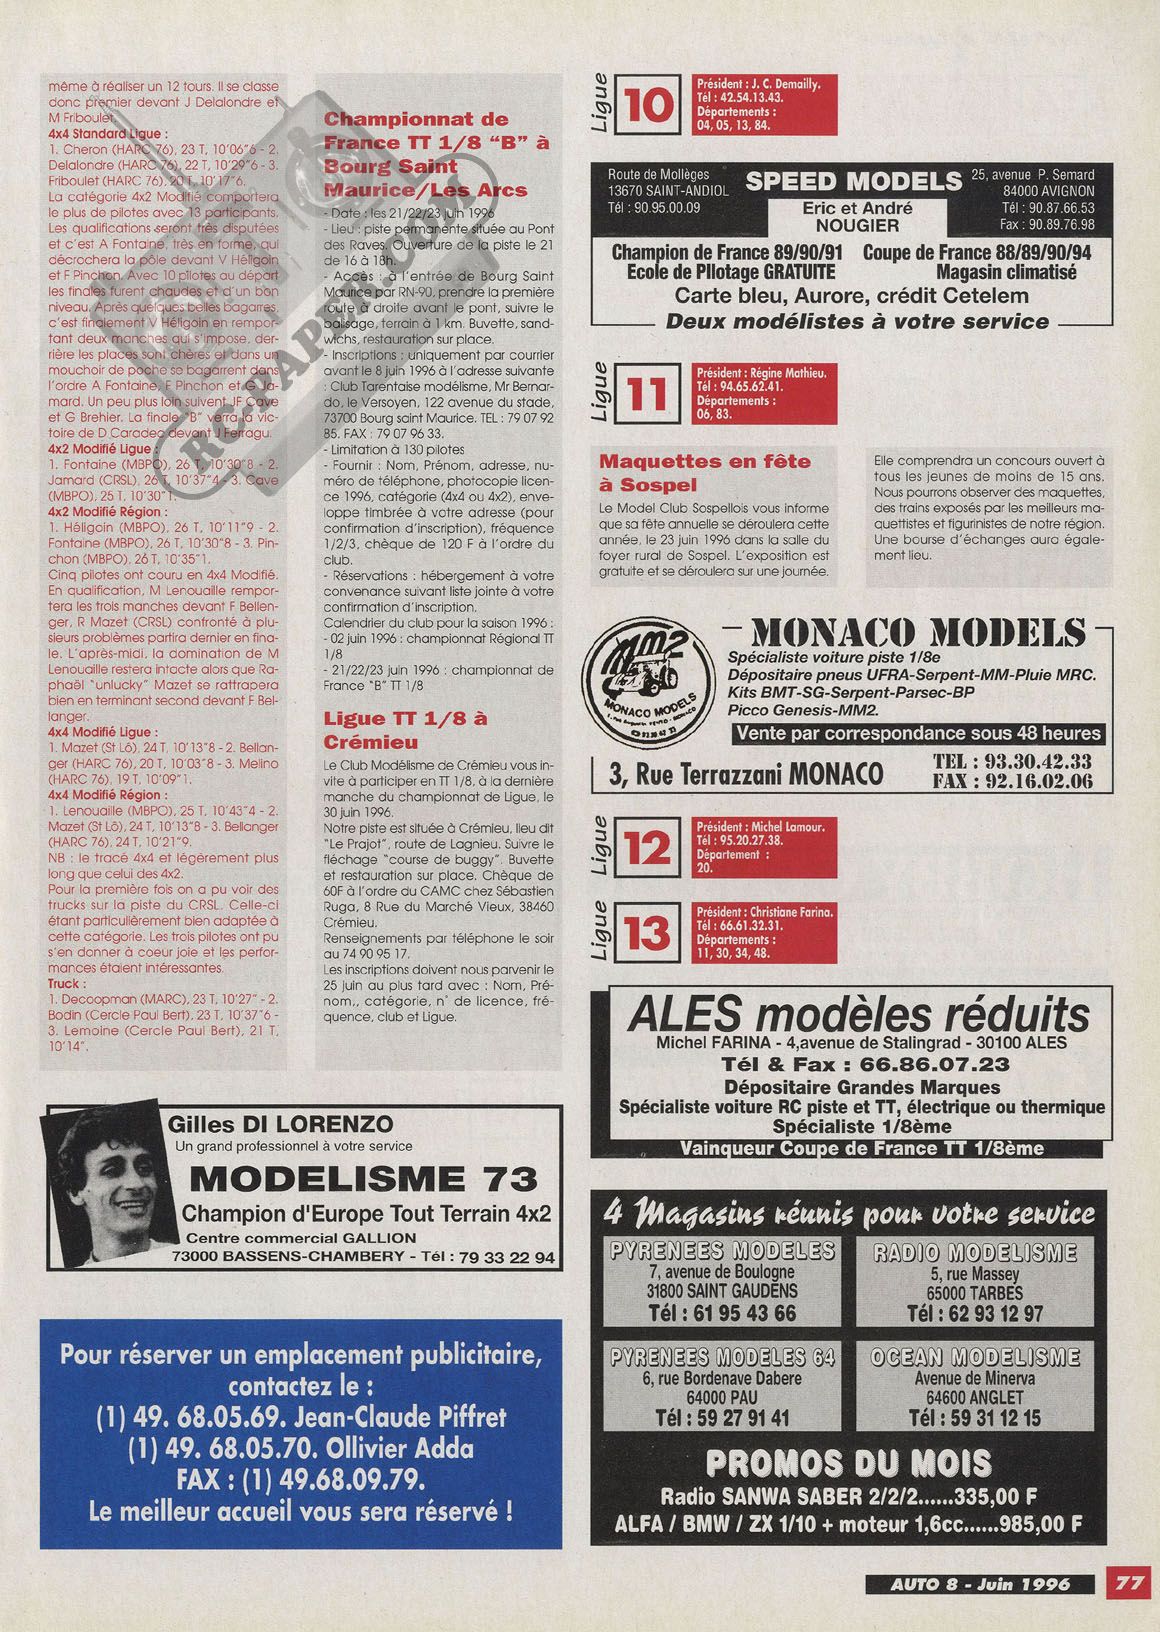 même à réaliser un 12 tours. Il se classe
donc premier devant J Delalondre et
M Friboulet.
4x4 Standard Ligue :
1. Cheron (HARC 76), 23 T, 10'06"6 - 2.
Delalondre (HARC 76), 22 T, 10'29"6 - 3.
Friboulet (HARC 76), 20 T, 10'17"6.
La catégorie 4x2 Modifié comportera
le plus de pilotes avec 13 participants.
Les qualifications seront très disputées
et c'est A Fontaine, très en forme, qui
décrochera la pôle devant V Héligoin
et F Pinchon. Avec 10 pilotes au départ
les finales furent chaudes et d'un bon
niveau. Après quelques belles bagarres,
c'est finalement V Héligoin en rempor-
tant deux manches qui s'impose, der-
rière les places sont chères et dans un
mouchoir de poche se bagarrent dans
l'ordre A Fontaine, F Pinchon et
mard. Un peu plus loin suivent JF Cave
et G Brehier. La finale "B" verra la vic-
toire de D Caradec devant J Ferragu.
4x2 Modifié Ligue :
1. Fontaine (MBPO), 26 T, 10'30"8 - 2.
Jamard (CRSL), 26 T, 10'37"4 - 3. Cave
(MBPO), 25 T, 10'30"1.
4x2 Modifié Région :
1. Héligoin (MBPO), 26 T, 10'11"9 - 2.
Fontaine (MBPO), 26 T, 10'30"8 - 3. Pin-
chon (MBPO), 26 T, 10'35"1.
Cinq pilotes ont couru en 4x4 Modifié.
En qualification, M Lenouaille rempor-
tera les trois manches devant F Bellen-
ger, R Mazet (CRSL) confronté à plu-
sieurs problèmes partira dernier en fina-
le. L'après-midi, la domination de M
Lenouaille restera intacte alors que Ra-
phaël "unlucky" Mazet se rattrapera
bien en terminant second devant F Bel-
langer.
4x4 Modifié Ligue :
1. Mazet (St Lô), 24 T, 10'13"8 - 2. Bellan-
ger (HARC 76), 20 T, 10'03"8 - 3. Melino
(HARC 76), 19 T, 10'09"1.
4x4 Modifié Région :
1. Lenouaille (MBPO), 25 T, 10'43"4 - 2.
Mazet (St Lô), 24 T, 10'13"8 - 3. Bellanger
(HARC 76), 24 T, 10'21"9.
NB : le tracé 4x4 et légèrement plus
long que celui des 4x2.
Pour la première fois on a pu voir des
trucks sur la piste du CRSL. Celle-ci
étant particulièrement bien adaptée à
cette catégorie. Les trois pilotes ont pu
s'en donner à coeur joie et les perfor-
mances étaient intéressantes.
Truck :
1. Decoopman (MARC), 23 T, 10'27" - 2.
Bodin (Cercle Paul Bert), 23 T, 10'37"6 -
3. Lemoine (Cercle Paul Bert), 21 T,
10'14".
Championnat de
France TT 1/8 "B" à
Bourg Saint
Maurice/Les Arcs
- Date : les 21/22/23 juin 1996
- Lieu : piste permanente située au Pont
des Raves, ouverture de la piste le 21
de 16 à 18h.
- Accès : à l'entrée de Bourg Saint
Maurice par RN-90, prendre la première
route à droite avant le pont, suivre le
balisage, terrain à 1 km. Buvette, sand-
wichs, restauration sur place.
- Inscriptions : uniquement par courrier
avant le 8 juin 1996 à l'adresse suivante
: Club Tarentaise modélisme, Mr Bernar-
do, le Versoyen, 122 avenue du stade,
73700 Bourg saint Maurice. TEL : 79 07 92
85. FAX : 79 07 96 33.
- Limitation à 130 pilotes
- Fournir : Nom, Prénom, adresse, nu-
méro de téléphone, photocopie licen-
ce 1996, catégorie (4x4 ou 4x2), enve-
loppe timbrée à votre adresse (pour
confirmation d'inscription), fréquence
1/2/3, chèque de 120 F à l'ordre du
club.
- Réservations : hébergement à votre
convenance suivant liste jointe à votre
confirmation d'inscription.
Calendrier du club pour la saison 1996 :
- 02 juin 1996 : championnat Régional TT
1/8
- 21/22/23 juin 1996 : championnat de
France "B" TT 1/8
Ligue TT 1/8 à
Crémieu
Le Club Modélisme de Crémieu vous in-
vite à participer en TT 1/8, à la dernière
manche du championnat de Ligue, le
30 juin 1996.
Notre piste est située à Crémieu, lieu dit
"Le Prajot", route de Lagnieu. Suivre le
fléchage "course de buggy". Buvette
et restauration sur place. Chèque de
60F à l'ordre du CAMC chez Sébastien
Ruga, 8 Rue du Marché Vieux, 38460
Crémieu.
Renseignements par téléphone le soir
au 74 90 95 17.
Les inscriptions doivent nous parvenir le
25 juin au plus tard avec : Nom, Pré-
nom,, catégorie, n° de licence, fré-
quence, club et Ligue.
RC-PAPER.COM
Gilles DI LORENZO
Un grand professionnel à votre service
MODELISME 73
Champion d'Europe Tout Terrain 4x2
Centre commercial GALLION
73000 BASSENS-CHAMBERY - Tél : 79 33 22 94
Pour réserver un emplacement publicitaire,
contactez le :
(1) 49. 68.05.69. Jean-Claude Piffret
(1) 49. 68.05.70. Ollivier Adda
FAX : (1) 49.68.09.79.
Le meilleur accueil vous sera réservé !
Ligue 10
Président : J. C. Demailly.
Tél : 42.54.13.43.
Départements :
04, 05, 13, 84.
Route de Mollèges
13670 SAINT-ANDIOL
Tél : 90.95.00.09
SPEED MODELS
Eric et André
NOUGIER
25, avenue P. Semard
84000 AVIGNON
Tél : 90.87.66.53
Fax : 90.89.76.98
Champion de France 89/90/91 Coupe de France 88/89/90/94
Ecole de Pilotage GRATUITE Magasin climatisé
Carte bleu, Aurore, crédit Cetelem
Deux modélistes à votre service
Ligue 11
Président : Régine Mathieu.
Tél : 94.65.62.41.
Départements :
06, 83.
Maquettes en fête
à Sospel
Le Model Club Sospellois vous informe
que sa fête annuelle se déroulera cette
année, le 23 juin 1996 dans la salle du
foyer rural de Sospel. L'exposition est
gratuite et se déroulera sur une journée.
Elle comprendra un concours ouvert à
tous les jeunes de moins de 15 ans.
Nous pourrons observer des maquettes,
des trains exposés par les meilleurs ma-
quettistes et figurinistes de notre région.
Une bourse d'échanges aura égale-
ment lieu.
MM2
MONACO MODELS
MONACO MODELS
Spécialiste voiture piste 1/8e
Dépositaire pneus UFRA-Serpent-MM-Pluie MRC.
Kits BMT-SG-Serpent-Parsec-BP
Picco Genesis-MM2.
Vente par correspondance sous 48 heures
3, Rue Terrazzani MONACO
TEL : 93.30.42.33
FAX : 92.16.02.06
Ligue 12
Président : Michel Lamour.
Tél : 95.20.27.38.
Département :
20.
Ligue 13
Président : Christiane Farina.
Tél : 66.61.32.31.
Départements :
11, 30, 34, 48.
ALES modèles réduits
Michel FARINA - 4,avenue de Stalingrad - 30100 ALES
Tél & Fax : 66.86.07.23
Dépositaire Grandes Marques
Spécialiste voiture RC piste et TT, électrique ou thermique
Spécialiste 1/8ème
Vainqueur Coupe de France TT 1/8ème
4 Magasins réunis pour votre service
PYRENEES MODELES
7, avenue de Boulogne
31800 SAINT GAUDENS
Tél : 61 95 43 66
RADIO MODELISME
5, rue Massey
65000 TARBES
Tél : 62 93 12 97
PYRENEES MODELES 64
6, rue Bordenave Dabere
64000 PAU
Tél : 59 27 91 41
OCEAN MODELISME
Avenue de Minerva
64600 ANGLET
Tél : 59 31 12 15
PROMOS DU MOIS
Radio SANWA SABER 2/2/2......335,00 F
ALFA / BMW / ZX 1/10 + moteur 1,6cc......985,00 F
AUTO 8 - Juin 1996 77